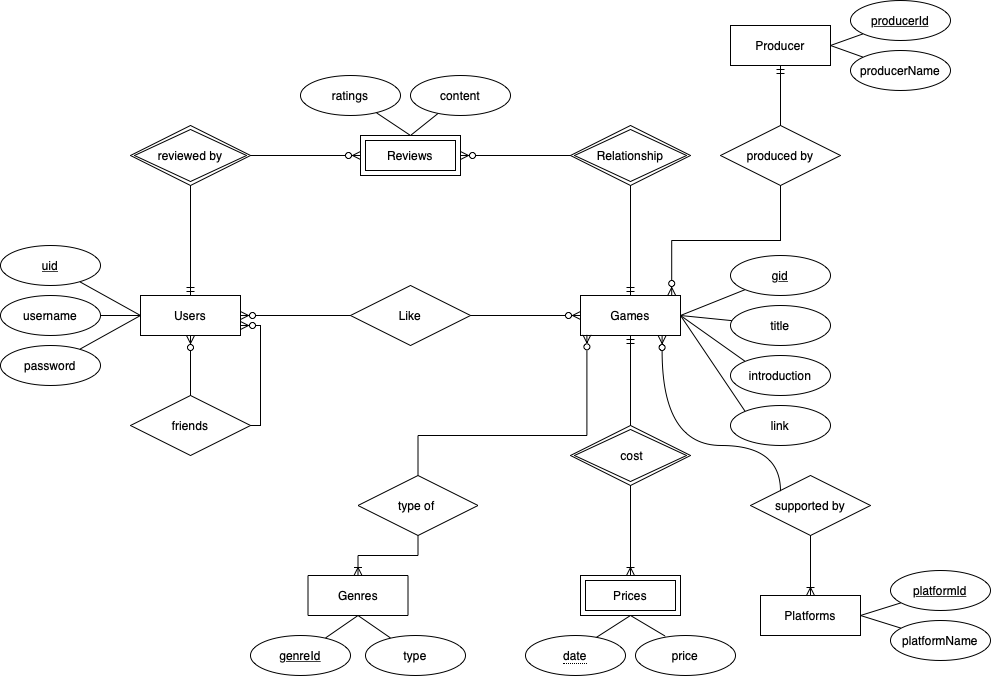 producerId
Producer
producerName
ratings
content
reviewed by
Reviews
Relationship
produced by
uid
gid
username
Users
Like
Games
title
password
introduction
friends
link
cost
type of
supported by
Genres
Prices
platformId
Platforms
platformName
genreId
type
date
price